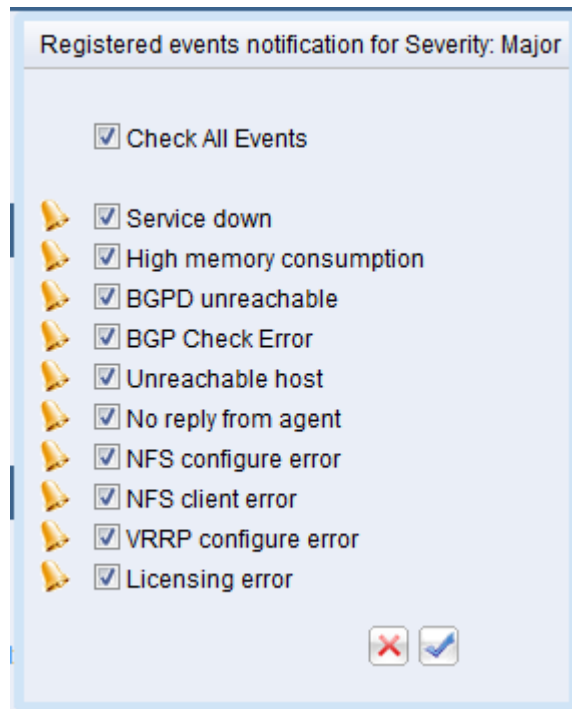 Registered events notification for Severity: Major
Check All Events
Service down
High memory consumption
BGPD unreachable
BGP Check Error
Unreachable host
No reply from agent
NFS configure error
NFS client error
VRRP configure error
Licensing error